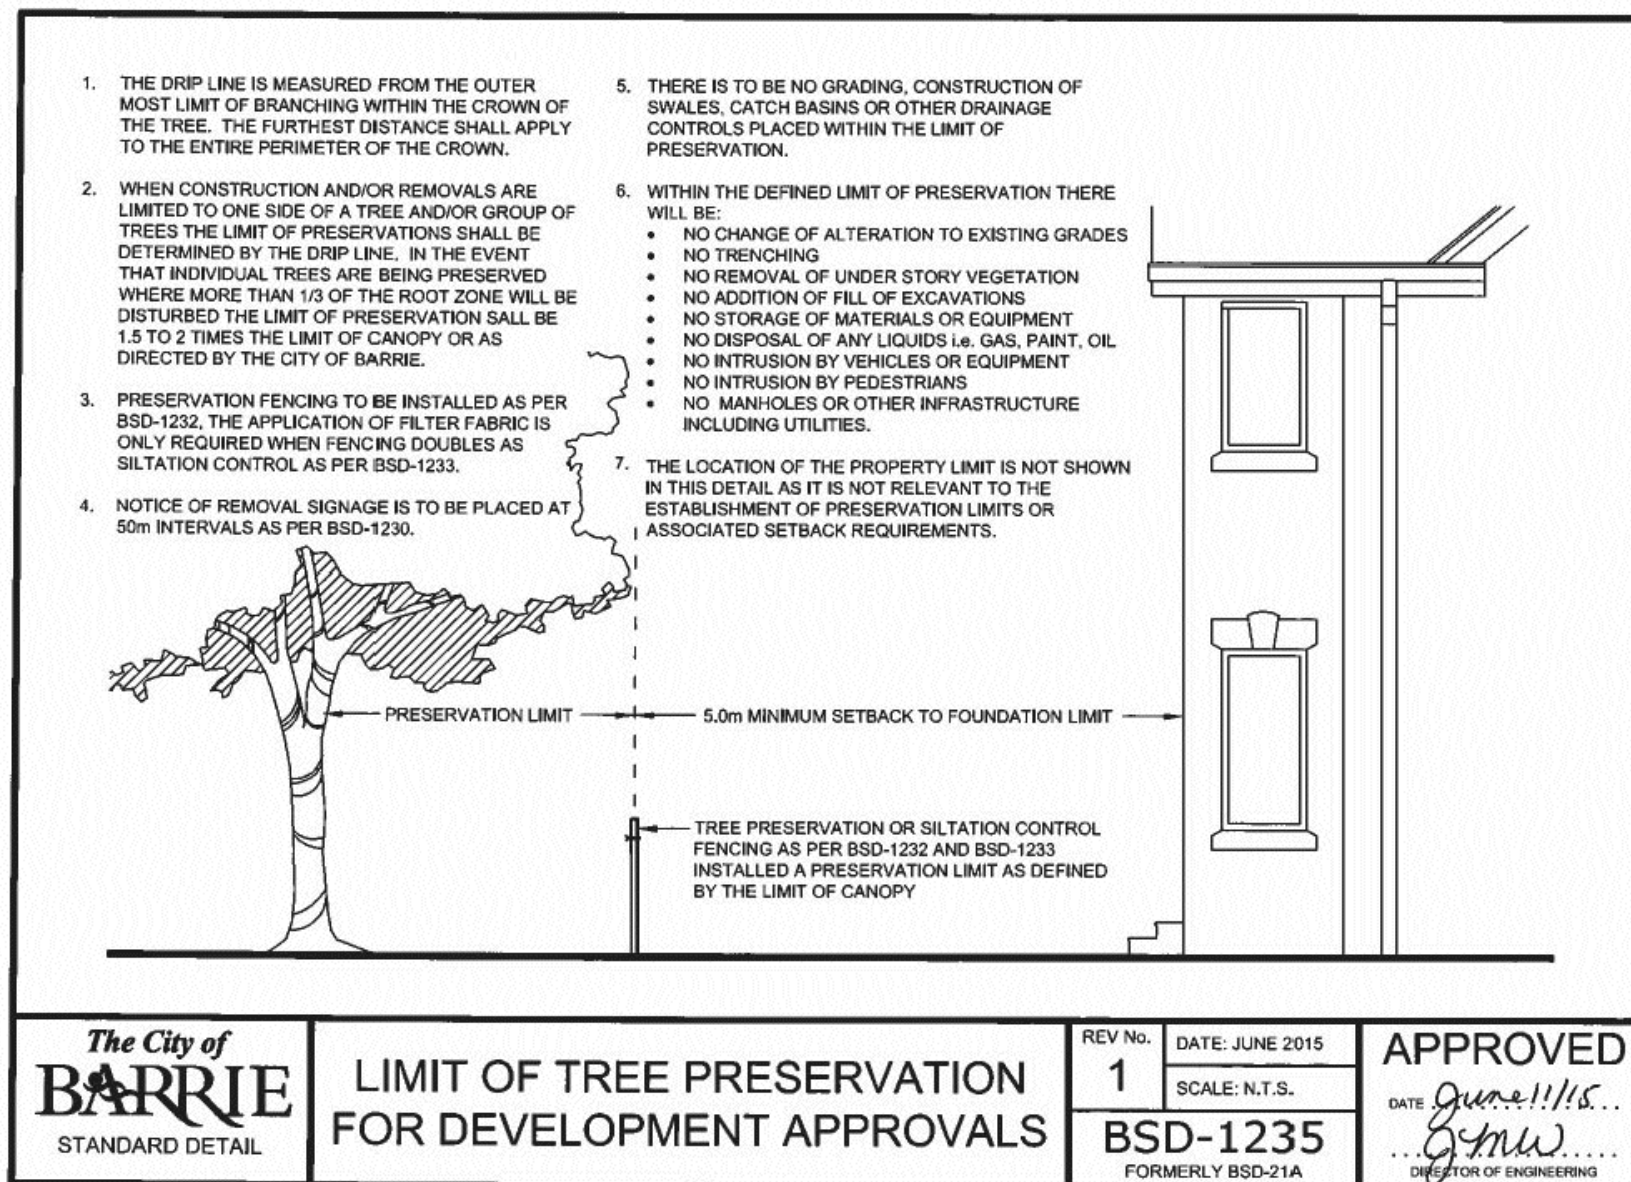 1. THE DRIP LINE IS MEASURED FROM THE OUTER
MOST LIMIT OF BRANCHING WITHIN THE CROWN OF
THE TREE. THE FURTHEST DISTANCE SHALL APPLY
TO THE ENTIRE PERIMETER OF THE CROWN.
2. WHEN CONSTRUCTION AND/OR REMOVALS ARE
LIMITED TO ONE SIDE OF A TREE AND/OR GROUP OF
TREES THE LIMIT OF PRESERVATIONS SHALL BE
DETERMINED BY THE DRIP LINE. IN THE EVENT
THAT INDIVIDUAL TREES ARE BEING PRESERVED
WHERE MORE THAN 1/3 OF THE ROOT ZONE WILL BE
DISTURBED THE LIMIT OF PRESERVATION SALL BE
1.5 TO 2 TIMES THE LIMIT OF CANOPY OR AS
DIRECTED BY THE CITY OF BARRIE.
3. PRESERVATION FENCING TO BE INSTALLED AS PER
BSD-1232, THE APPLICATION OF FILTER FABRIC IS
ONLY REQUIRED WHEN FENCING DOUBLES AS
SILTATION CONTROL AS PER BSD-1233.
4. NOTICE OF REMOVAL SIGNAGE IS TO BE PLACED AT
50m INTERVALS AS PER BSD-1230.
5. THERE IS TO BE NO GRADING, CONSTRUCTION OF
SWALES, CATCH BASINS OR OTHER DRAINAGE
CONTROLS PLACED WITHIN THE LIMIT OF
PRESERVATION.
6. WITHIN THE DEFINED LIMIT OF PRESERVATION THERE
WILL BE:
• NO CHANGE OF ALTERATION TO EXISTING GRADES
• NO TRENCHING
• NO REMOVAL OF UNDER STORY VEGETATION
• NO ADDITION OF FILL OF EXCAVATIONS
• NO STORAGE OF MATERIALS OR EQUIPMENT
• NO DISPOSAL OF ANY LIQUIDS i.e. GAS, PAINT, OIL
• NO INTRUSION BY VEHICLES OR EQUIPMENT
• NO INTRUSION BY PEDESTRIANS
• NO MANHOLES OR OTHER INFRASTRUCTURE
INCLUDING UTILITIES.
7. THE LOCATION OF THE PROPERTY LIMIT IS NOT SHOWN
IN THIS DETAIL AS IT IS NOT RELEVANT TO THE
ESTABLISHMENT OF PRESERVATION LIMITS OR
ASSOCIATED SETBACK REQUIREMENTS.
PRESERVATION LIMIT
5.0m MINIMUM SETBACK TO FOUNDATION LIMIT
TREE PRESERVATION OR SILTATION CONTROL
FENCING AS PER BSD-1232 AND BSD-1233
INSTALLED A PRESERVATION LIMIT AS DEFINED
BY THE LIMIT OF CANOPY
The City of
BARRIE
STANDARD DETAIL
LIMIT OF TREE PRESERVATION
FOR DEVELOPMENT APPROVALS
REV No.
1
DATE: JUNE 2015
SCALE: N.T.S.
BSD-1235
FORMERLY BSD-21A
APPROVED
DATE June 11/15
DIRECTOR OF ENGINEERING